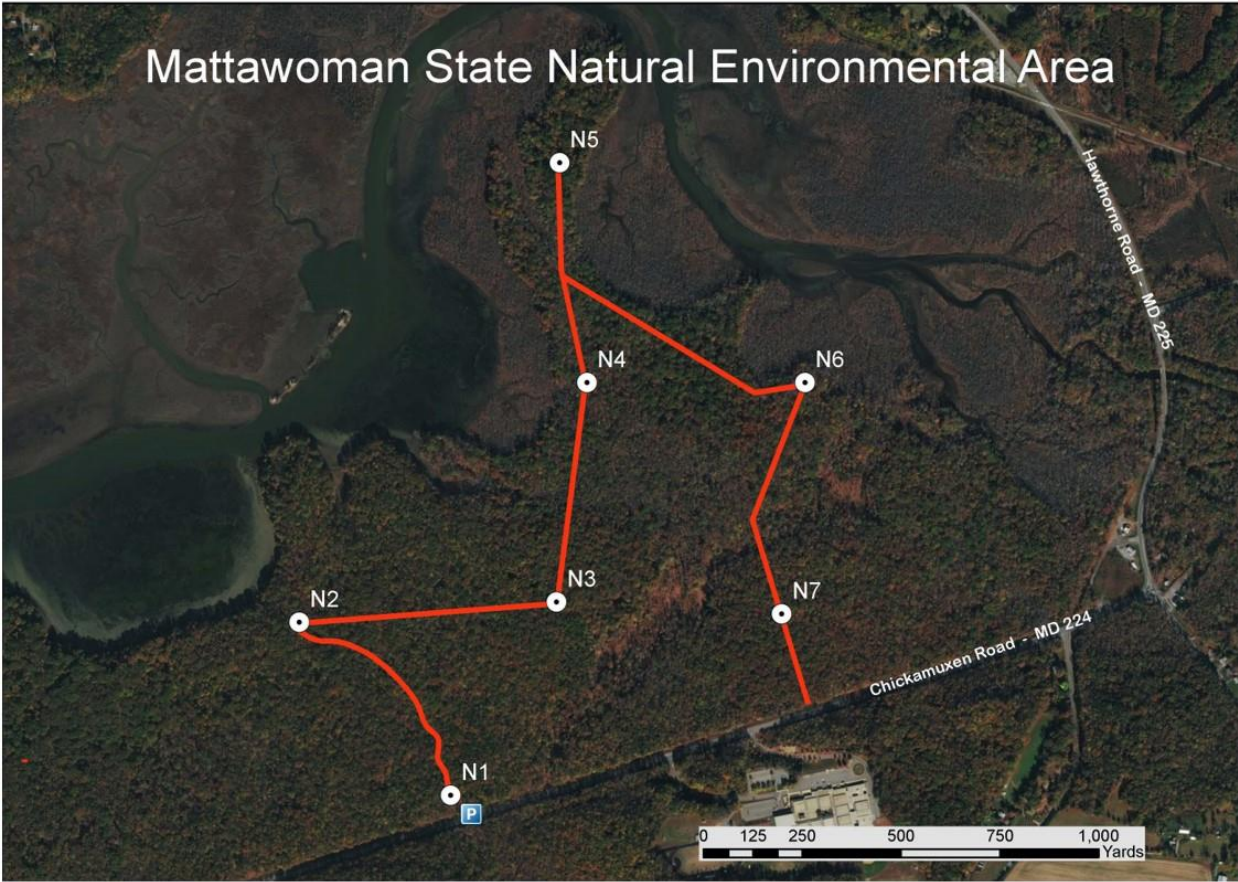 Mattawoman State Natural Environmental Area
N5
Hawthorne Road - MD 225
N4
N6
N3
N2
N7
Chickamuxen Road - MD 224
N1
P
0 125 250 500 750 1,000
Yards